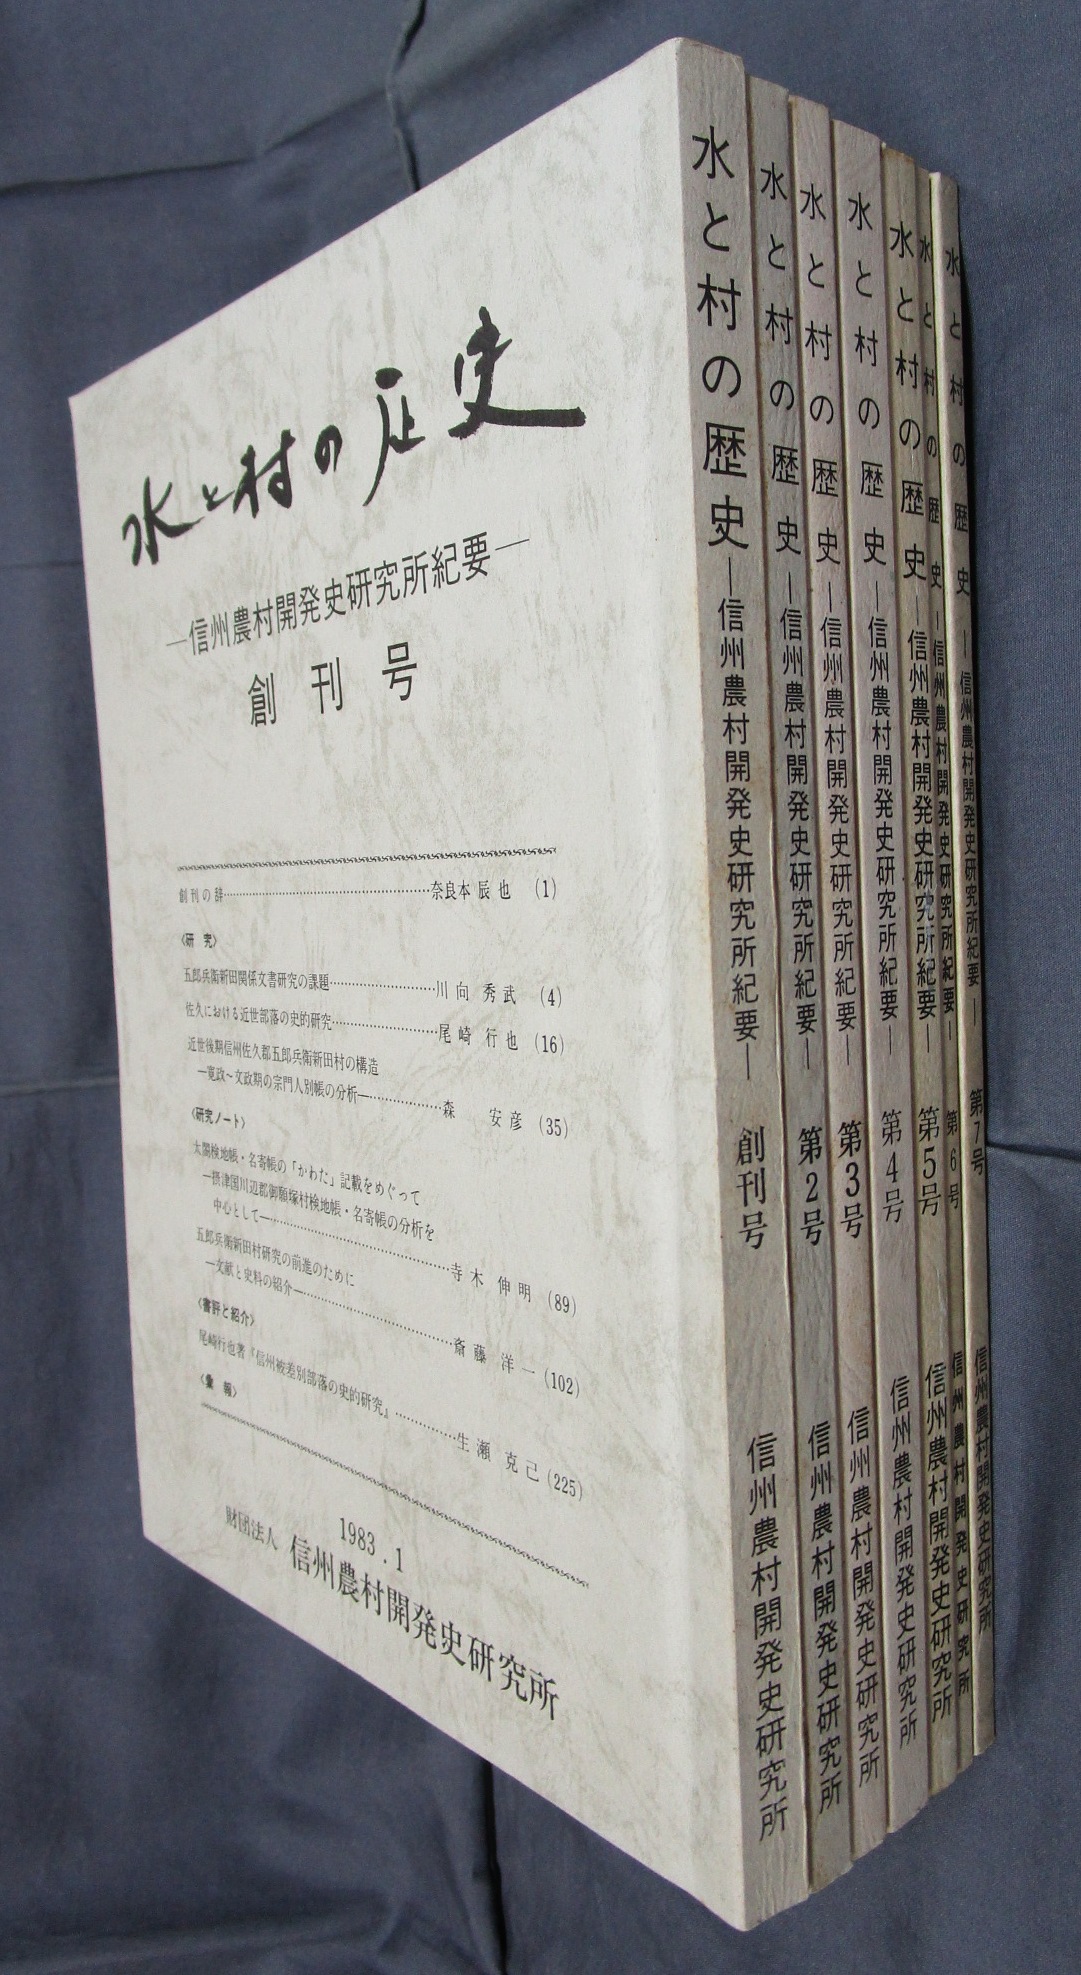 水と村の歴史
―信州農村開発史研究所紀要―
創刊号
創刊の辞……奈良本辰也 (1)
〈研究〉
五郎兵衛新田関係文書研究の課題……川向秀武 (4)
佐久における近世部落の史的研究……尾崎行也 (16)
近世後期信州佐久郡五郎兵衛新田村の構造
―寛政~文政期の宗門人別帳の分析―……森安彦 (35)
〈研究ノート〉
太閤検地帳・名寄帳の「かわた」記載をめぐって
―摂津国川辺郡御願塚村検地帳・名寄帳の分析を
中心として―……寺木伸明 (89)
五郎兵衛新田村研究の前進のために
―文献と史料の紹介―……斎藤洋一 (102)
〈書評と紹介〉
尾崎行也著『信州被差別部落の史的研究』……生瀬克己 (225)
〈彙報〉
1983.1
財団法人 信州農村開発史研究所
水と村の歴史―信州農村開発史研究所紀要― 創刊号 信州農村開発史研究所
水と村の歴史―信州農村開発史研究所紀要― 第2号 信州農村開発史研究所
水と村の歴史―信州農村開発史研究所紀要― 第3号 信州農村開発史研究所
水と村の歴史―信州農村開発史研究所紀要― 第4号 信州農村開発史研究所
水と村の歴史―信州農村開発史研究所紀要― 第5号 信州農村開発史研究所
水と村の歴史―信州農村開発史研究所紀要― 第6号 信州農村開発史研究所
水と村の歴史―信州農村開発史研究所紀要― 第7号 信州農村開発史研究所